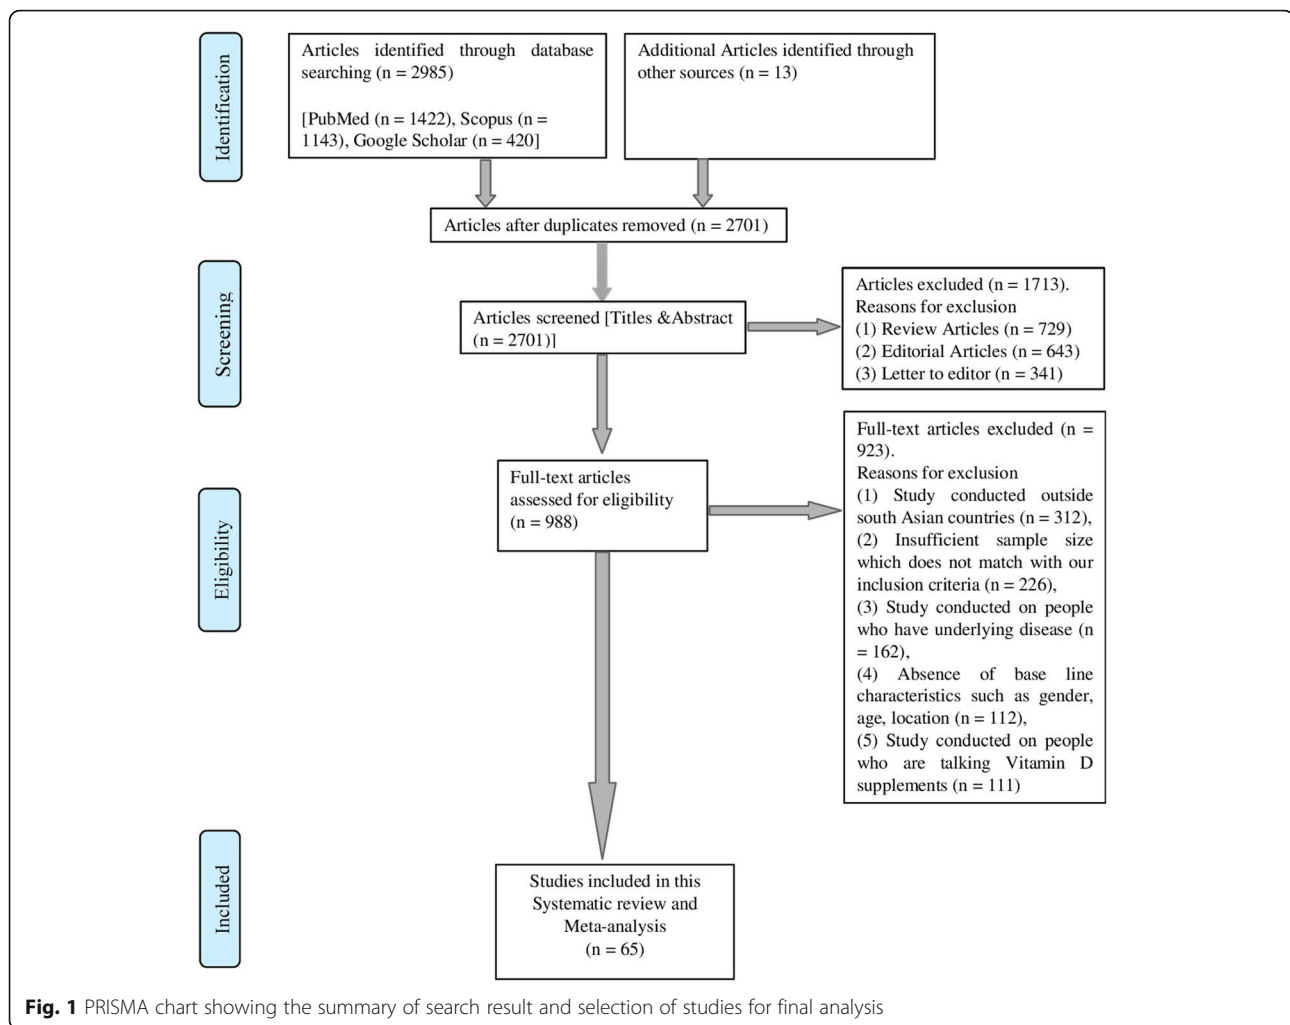 Identification
Articles identified through database
searching (n = 2985)
[PubMed (n = 1422), Scopus (n =
1143), Google Scholar (n = 420]
Additional Articles identified through
other sources (n = 13)
Articles after duplicates removed (n = 2701)
Screening
Articles screened [Titles &Abstract
(n = 2701)]
Articles excluded (n = 1713).
Reasons for exclusion
(1) Review Articles (n = 729)
(2) Editorial Articles (n = 643)
(3) Letter to editor (n = 341)
Eligibility
Full-text articles
assessed for eligibility
(n = 988)
Full-text articles excluded (n =
923).
Reasons for exclusion
(1) Study conducted outside
south Asian countries (n = 312),
(2) Insufficient sample size
which does not match with our
inclusion criteria (n = 226),
(3) Study conducted on people
who have underlying disease (n
= 162),
(4) Absence of base line
characteristics such as gender,
age, location (n = 112),
(5) Study conducted on people
who are talking Vitamin D
supplements (n = 111)
Included
Studies included in this
Systematic review and
Meta-analysis
(n = 65)
Fig. 1 PRISMA chart showing the summary of search result and selection of studies for final analysis